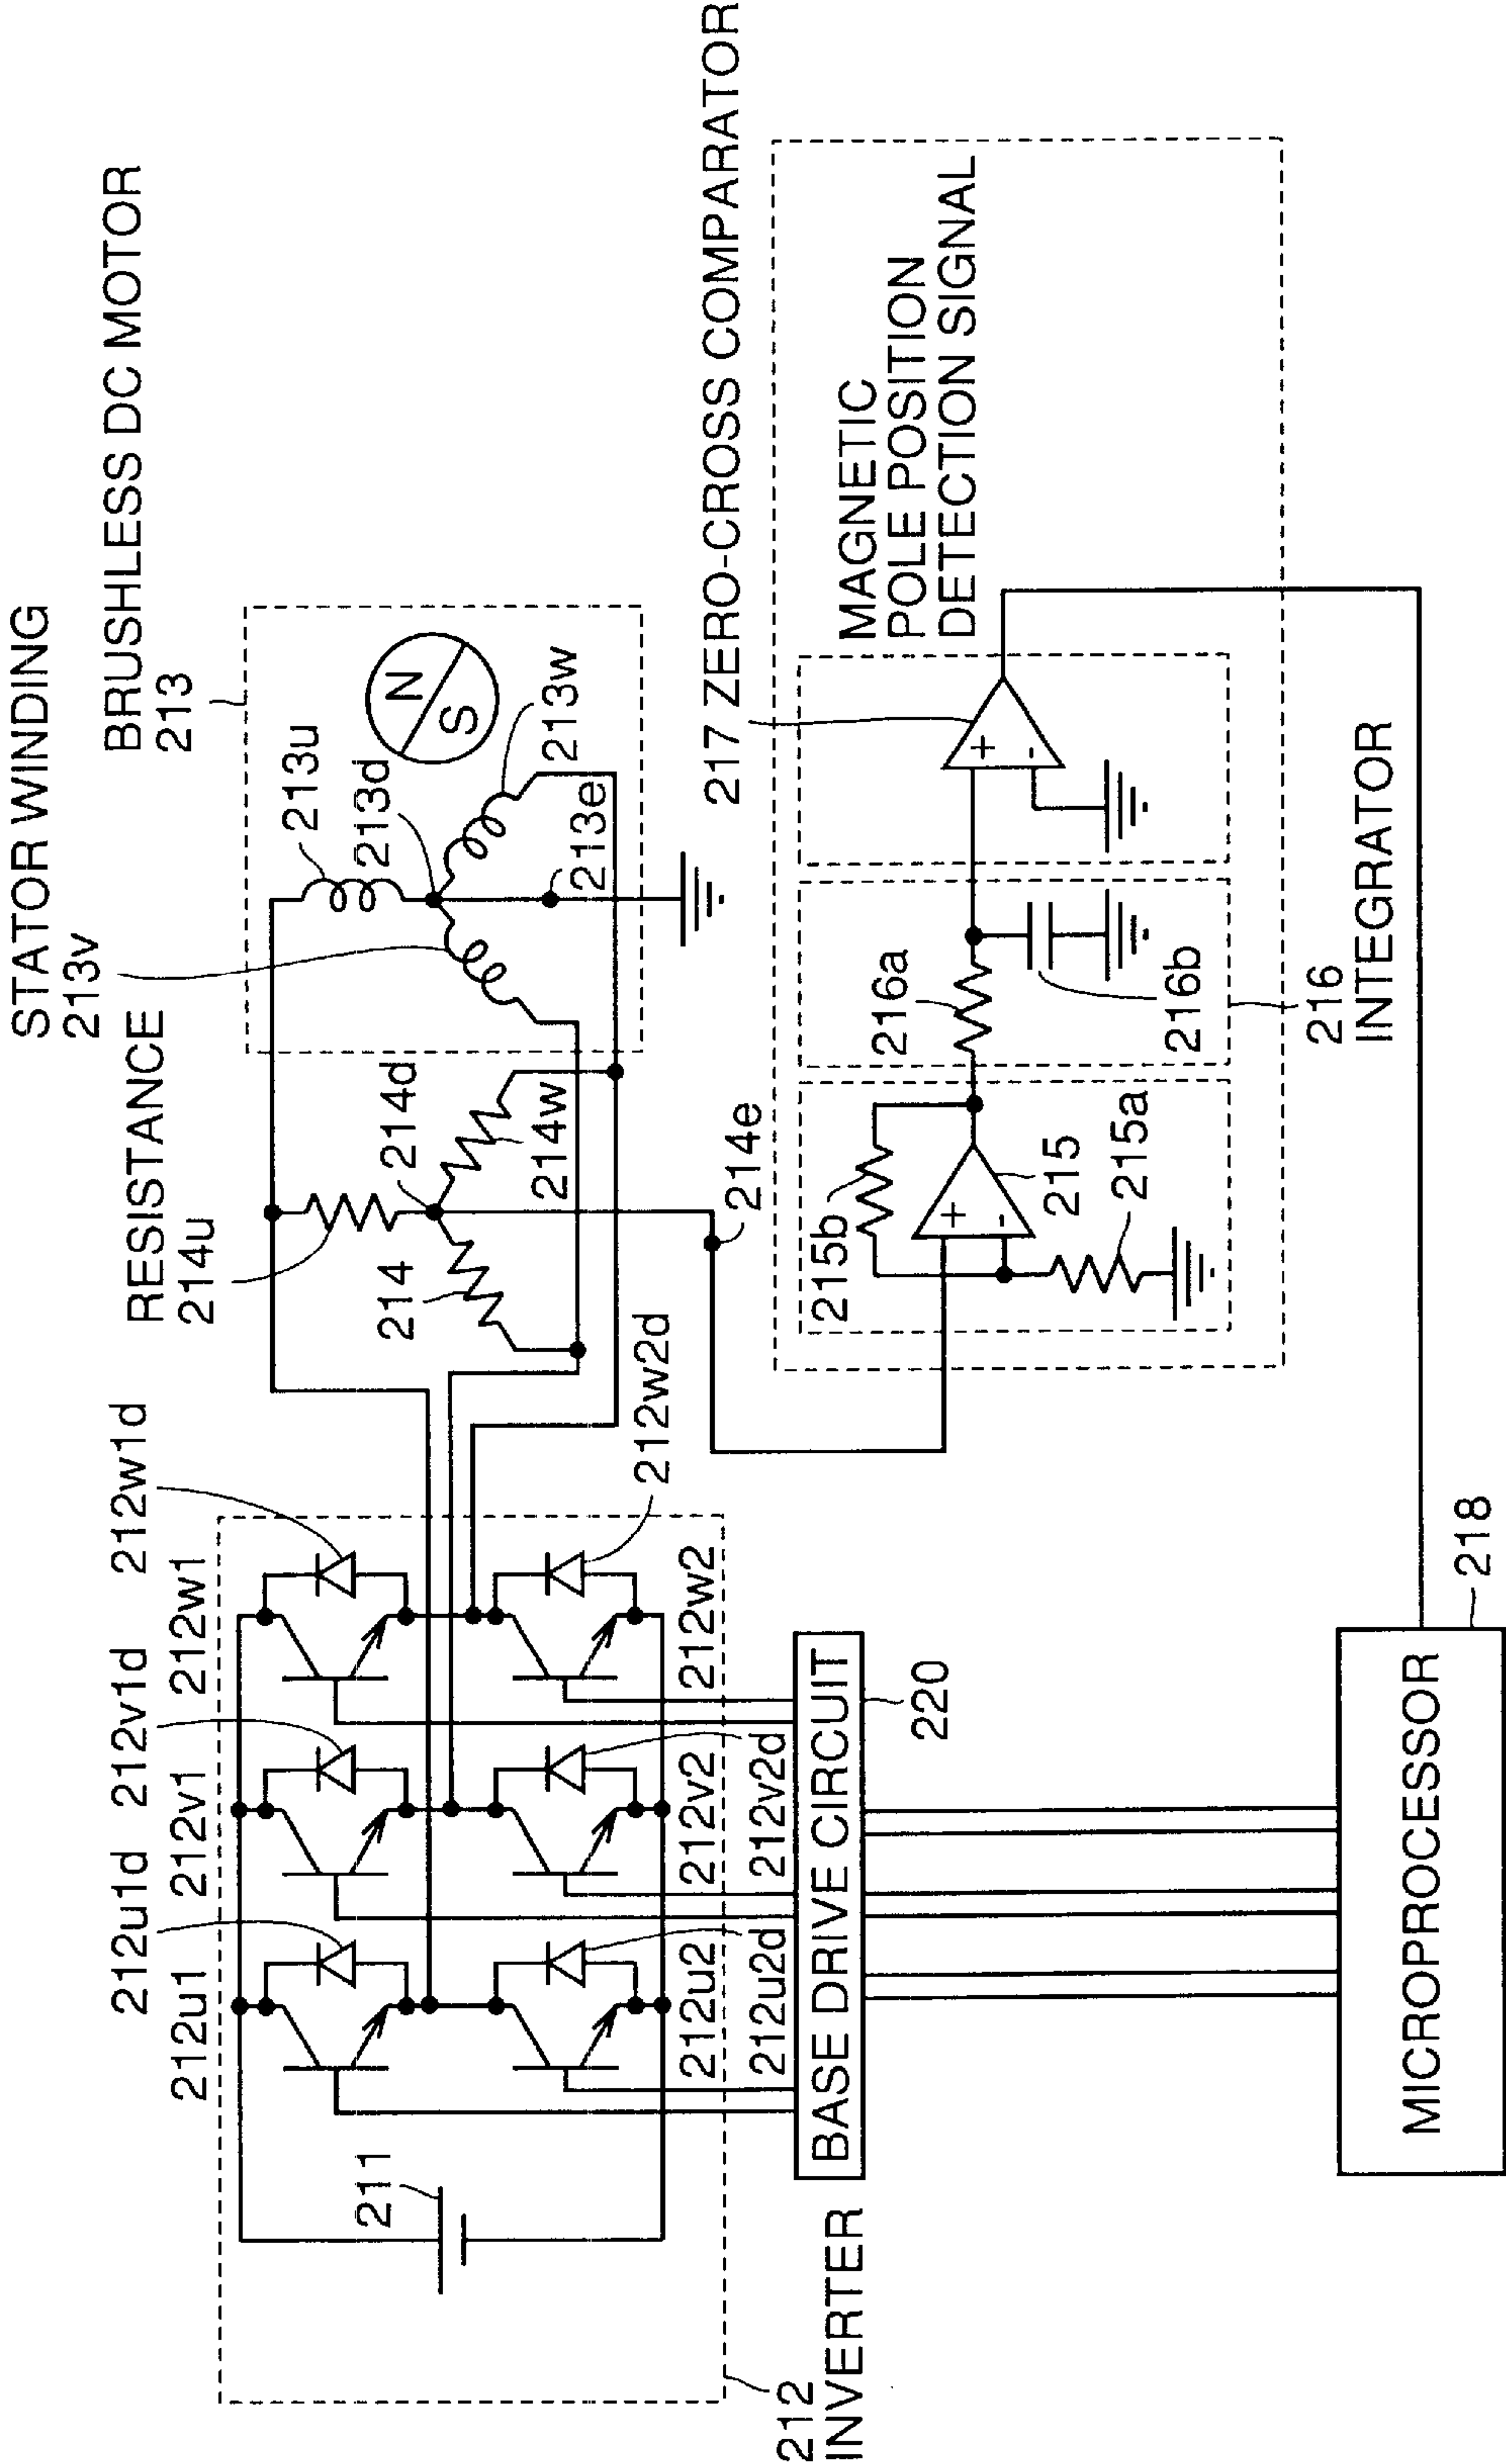 STATOR WINDING
213v
BRUSHLESS DC MOTOR
213
213u
213d
N
S
213w
213e
RESISTANCE
214u
214d
214w
214
214e
212w1d
212w1
212v1d
212v1
212u1d
212u1
212w2d
212w2
212v2
212v2d
212u2
212u2d
211
212
INVERTER
BASE DRIVE CIRCUIT
220
217 ZERO-CROSS COMPARATOR
MAGNETIC
POLE POSITION
DETECTION SIGNAL
+
-
216a
216b
216
INTEGRATOR
215b
+
-
215
215a
MICROPROCESSOR
218